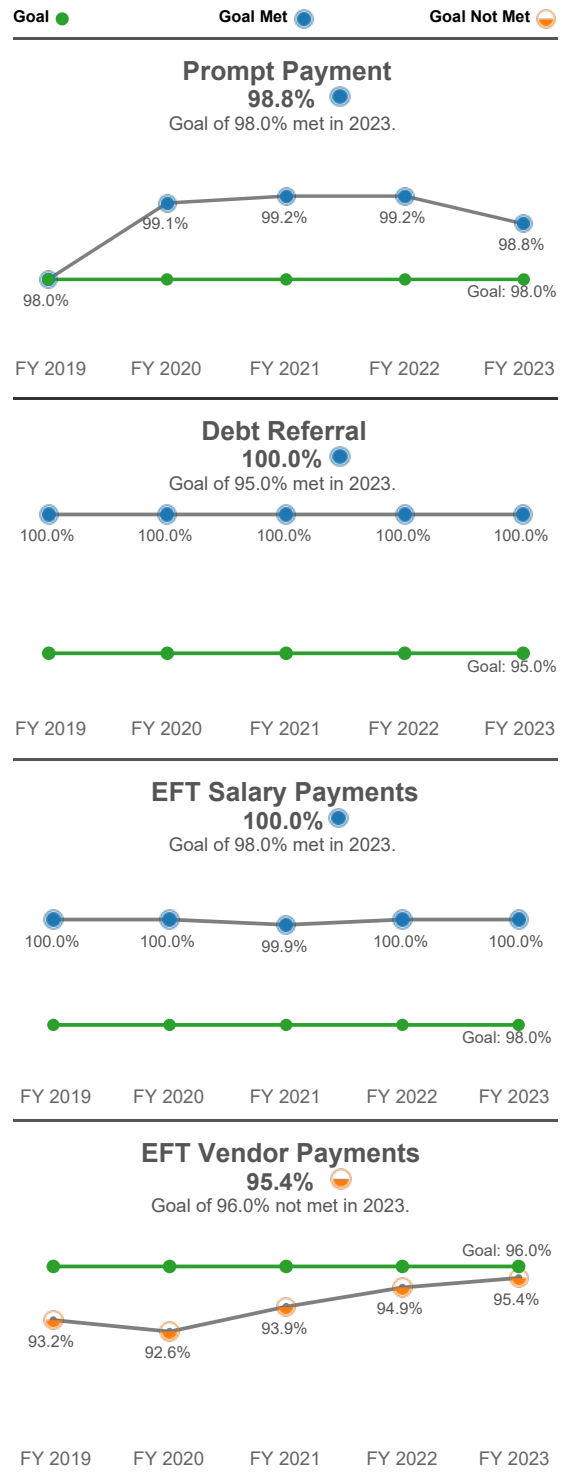 Goal Goal Met Goal Not Met
Prompt Payment
98.8%
Goal of 98.0% met in 2023.
99.1% 99.2% 99.2% 98.8%
98.0% Goal: 98.0%
FY 2019 FY 2020 FY 2021 FY 2022 FY 2023
Debt Referral
100.0%
Goal of 95.0% met in 2023.
100.0% 100.0% 100.0% 100.0% 100.0%
Goal: 95.0%
FY 2019 FY 2020 FY 2021 FY 2022 FY 2023
EFT Salary Payments
100.0%
Goal of 98.0% met in 2023.
100.0% 100.0% 99.9% 100.0% 100.0%
Goal: 98.0%
FY 2019 FY 2020 FY 2021 FY 2022 FY 2023
EFT Vendor Payments
95.4%
Goal of 96.0% not met in 2023.
Goal: 96.0%
93.2% 92.6% 93.9% 94.9% 95.4%
FY 2019 FY 2020 FY 2021 FY 2022 FY 2023